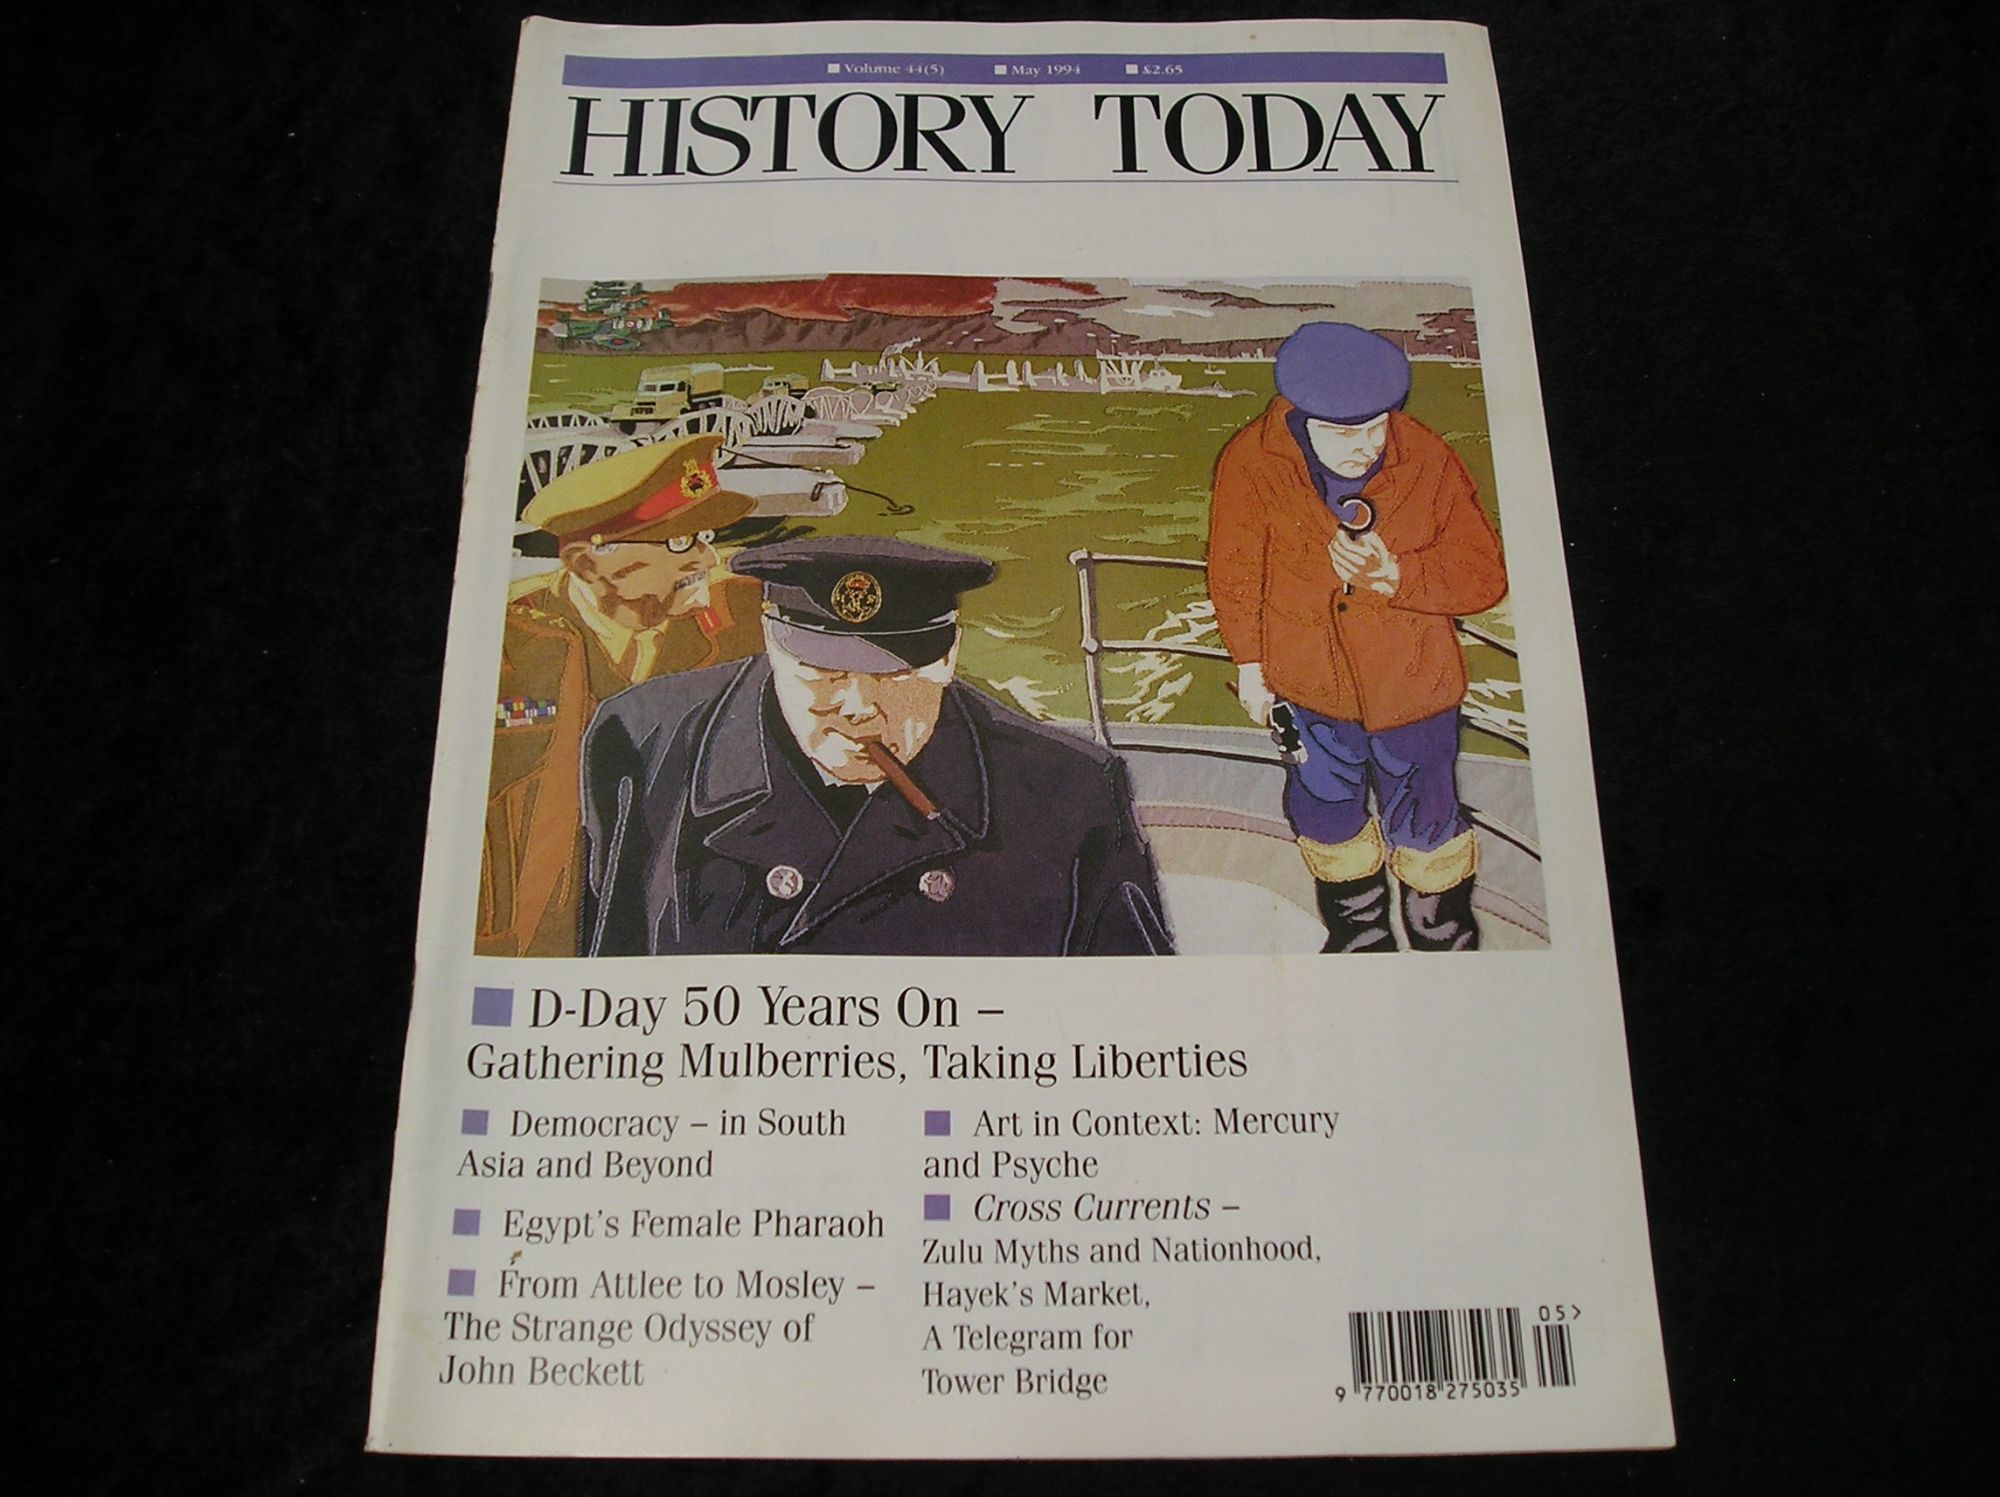 Volume 44(5) May 1994 £2.65
HISTORY TODAY
D-Day 50 Years On –
Gathering Mulberries, Taking Liberties
Democracy – in South
Asia and Beyond
Egypt's Female Pharaoh
From Attlee to Mosley –
The Strange Odyssey of
John Beckett
Art in Context: Mercury
and Psyche
Cross Currents –
Zulu Myths and Nationhood,
Hayek's Market,
A Telegram for
Tower Bridge
05>
9 770018 275035